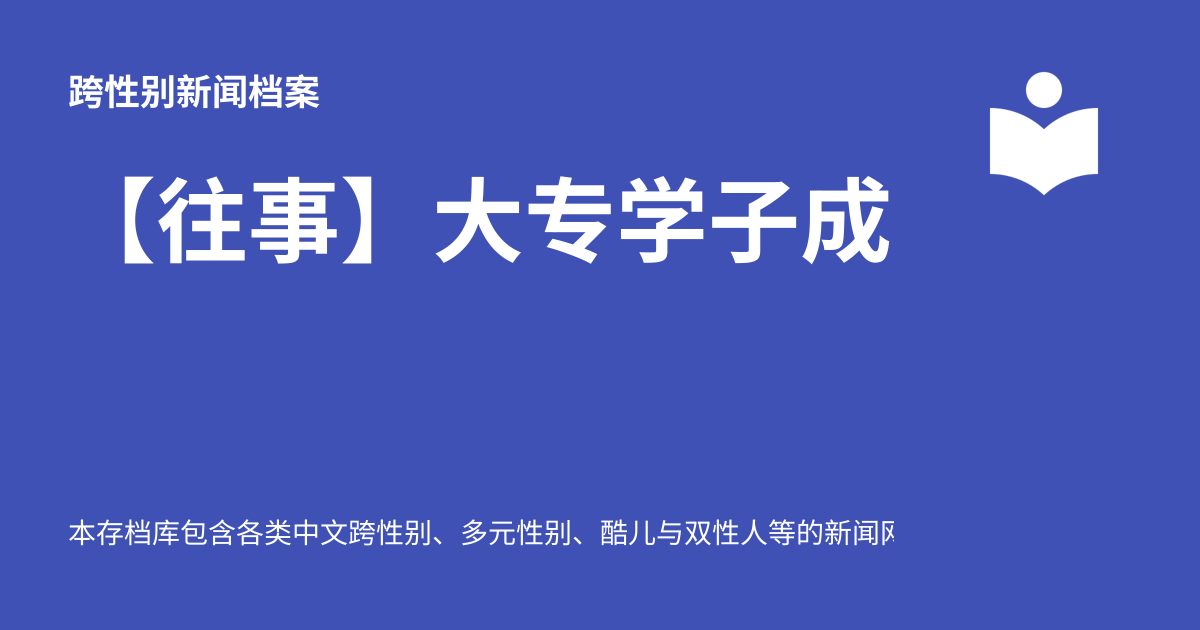 跨性别新闻档案
【往事】大专学子成
本存档库包含各类中文跨性别、多元性别、酷儿与双性人等的新闻